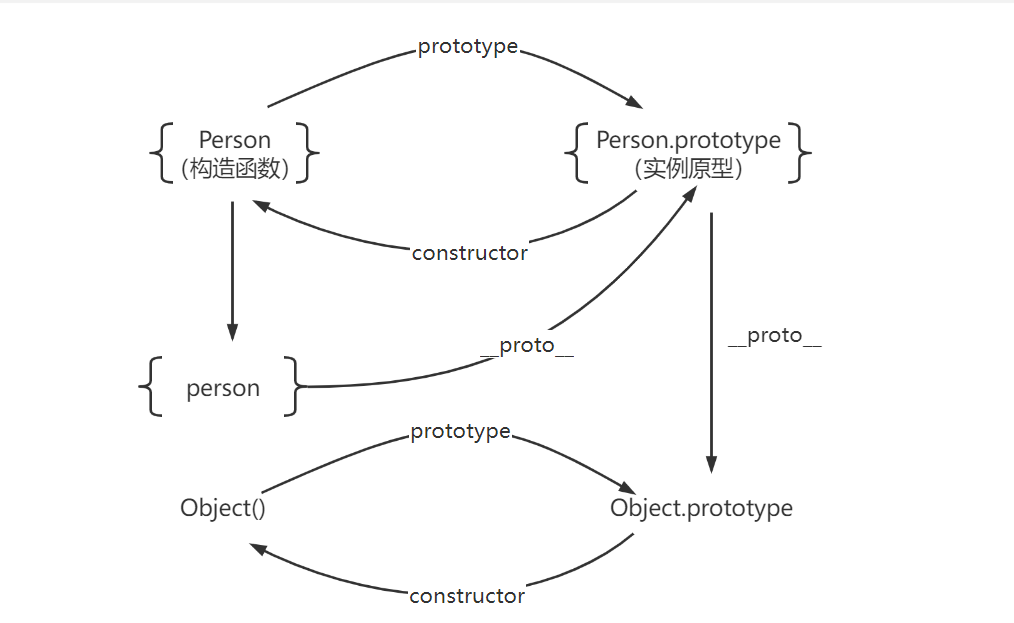 prototype
Person
（构造函数）
Person.prototype
（实例原型）
constructor
__proto__
__proto__
person
prototype
Object()
Object.prototype
constructor